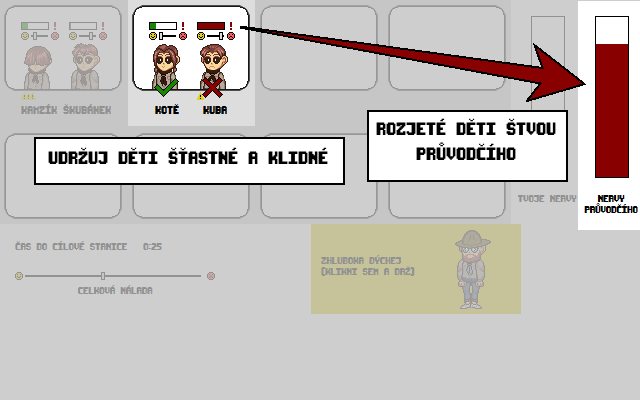 !
!
!
!
KAMZÍK ŠKUBÁNEK
KOTĚ
KUBA
ROZJETÉ DĚTI ŠTVOU
PRŮVODČÍHO
UDRŽUJ DĚTI ŠŤASTNÉ A KLIDNÉ
TVOJE NERVY
NERVY
PRŮVODČÍHO
ČAS DO CÍLOVÉ STANICE 0:25
CELKOVÁ NÁLADA
ZHLUBOKA DÝCHEJ
(KLIKNI SEM A DRŽ)